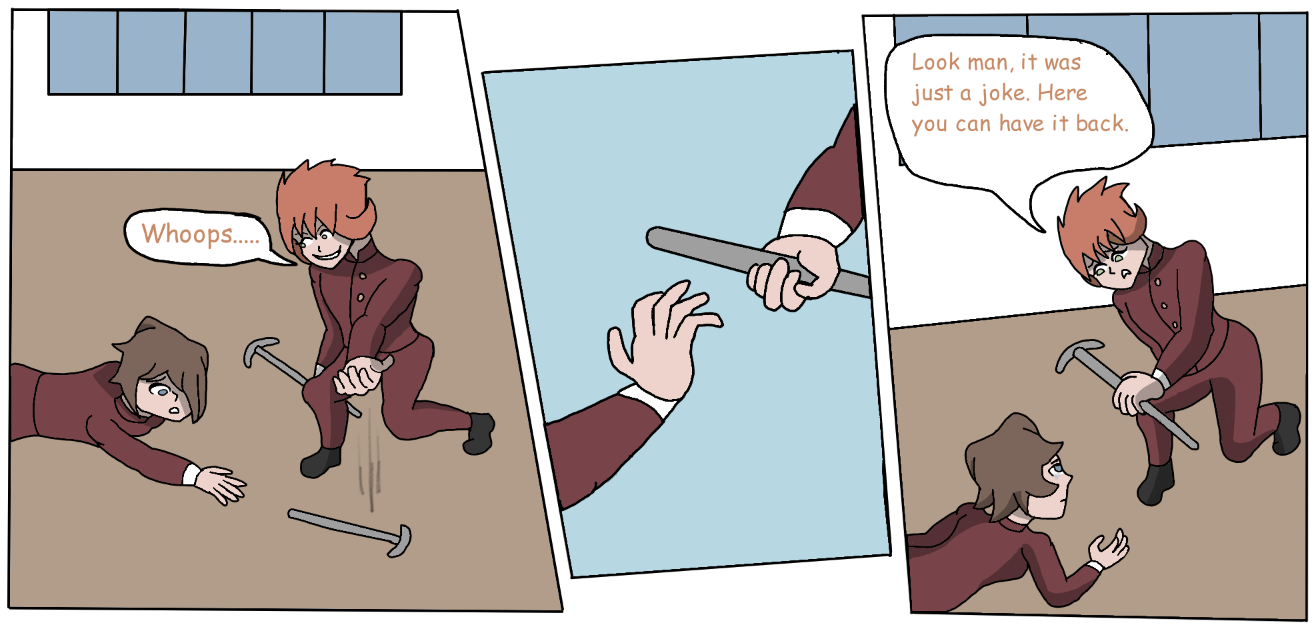 Whoops.....
Look man, it was
just a joke. Here
you can have it back.